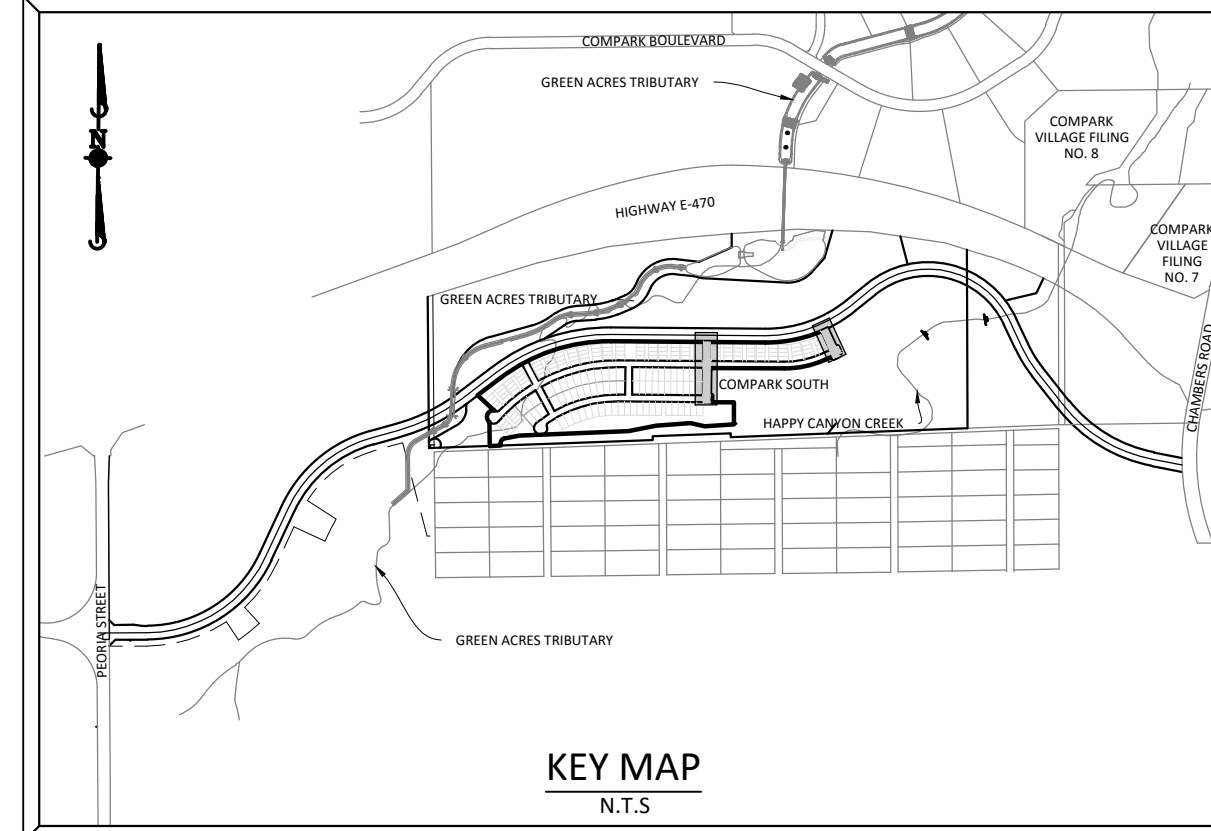 COMPARK BOULEVARD
GREEN ACRES TRIBUTARY
N
COMPARK
VILLAGE FILING
NO. 8
HIGHWAY E-470
COMPARK
VILLAGE
FILING
NO. 7
GREEN ACRES TRIBUTARY
CHAMBERS ROAD
COMPARK SOUTH
HAPPY CANYON CREEK
PEORIA STREET
GREEN ACRES TRIBUTARY
KEY MAP
N.T.S